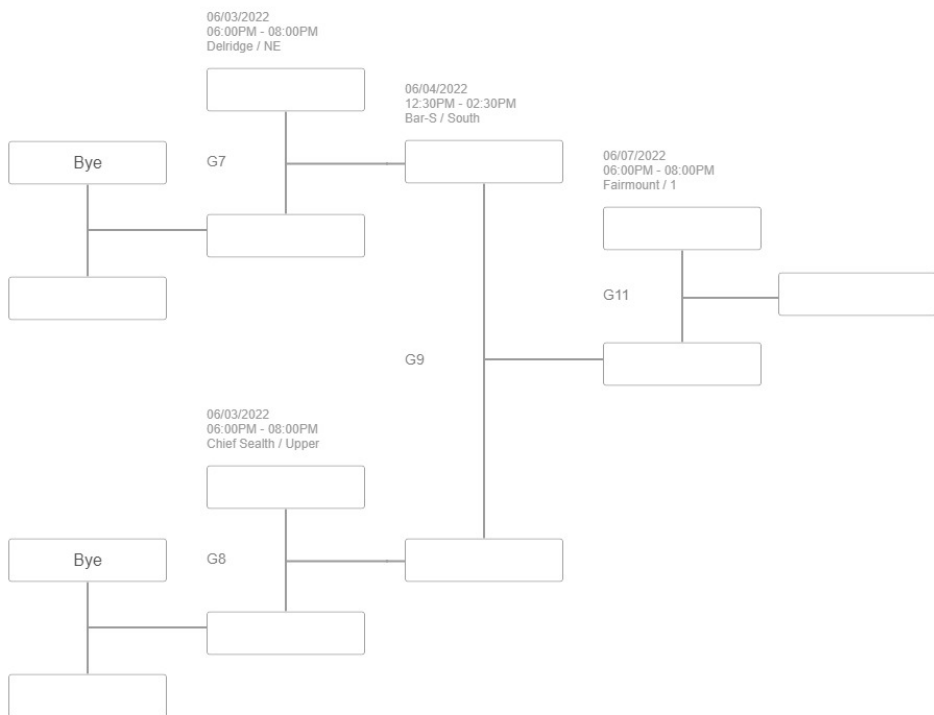 06/03/2022
06:00PM - 08:00PM
Delridge / NE
06/04/2022
12:30PM - 02:30PM
Bar-S / South
Bye
G7
06/07/2022
06:00PM - 08:00PM
Fairmount / 1
G11
G9
06/03/2022
06:00PM - 08:00PM
Chief Sealth / Upper
Bye
G8